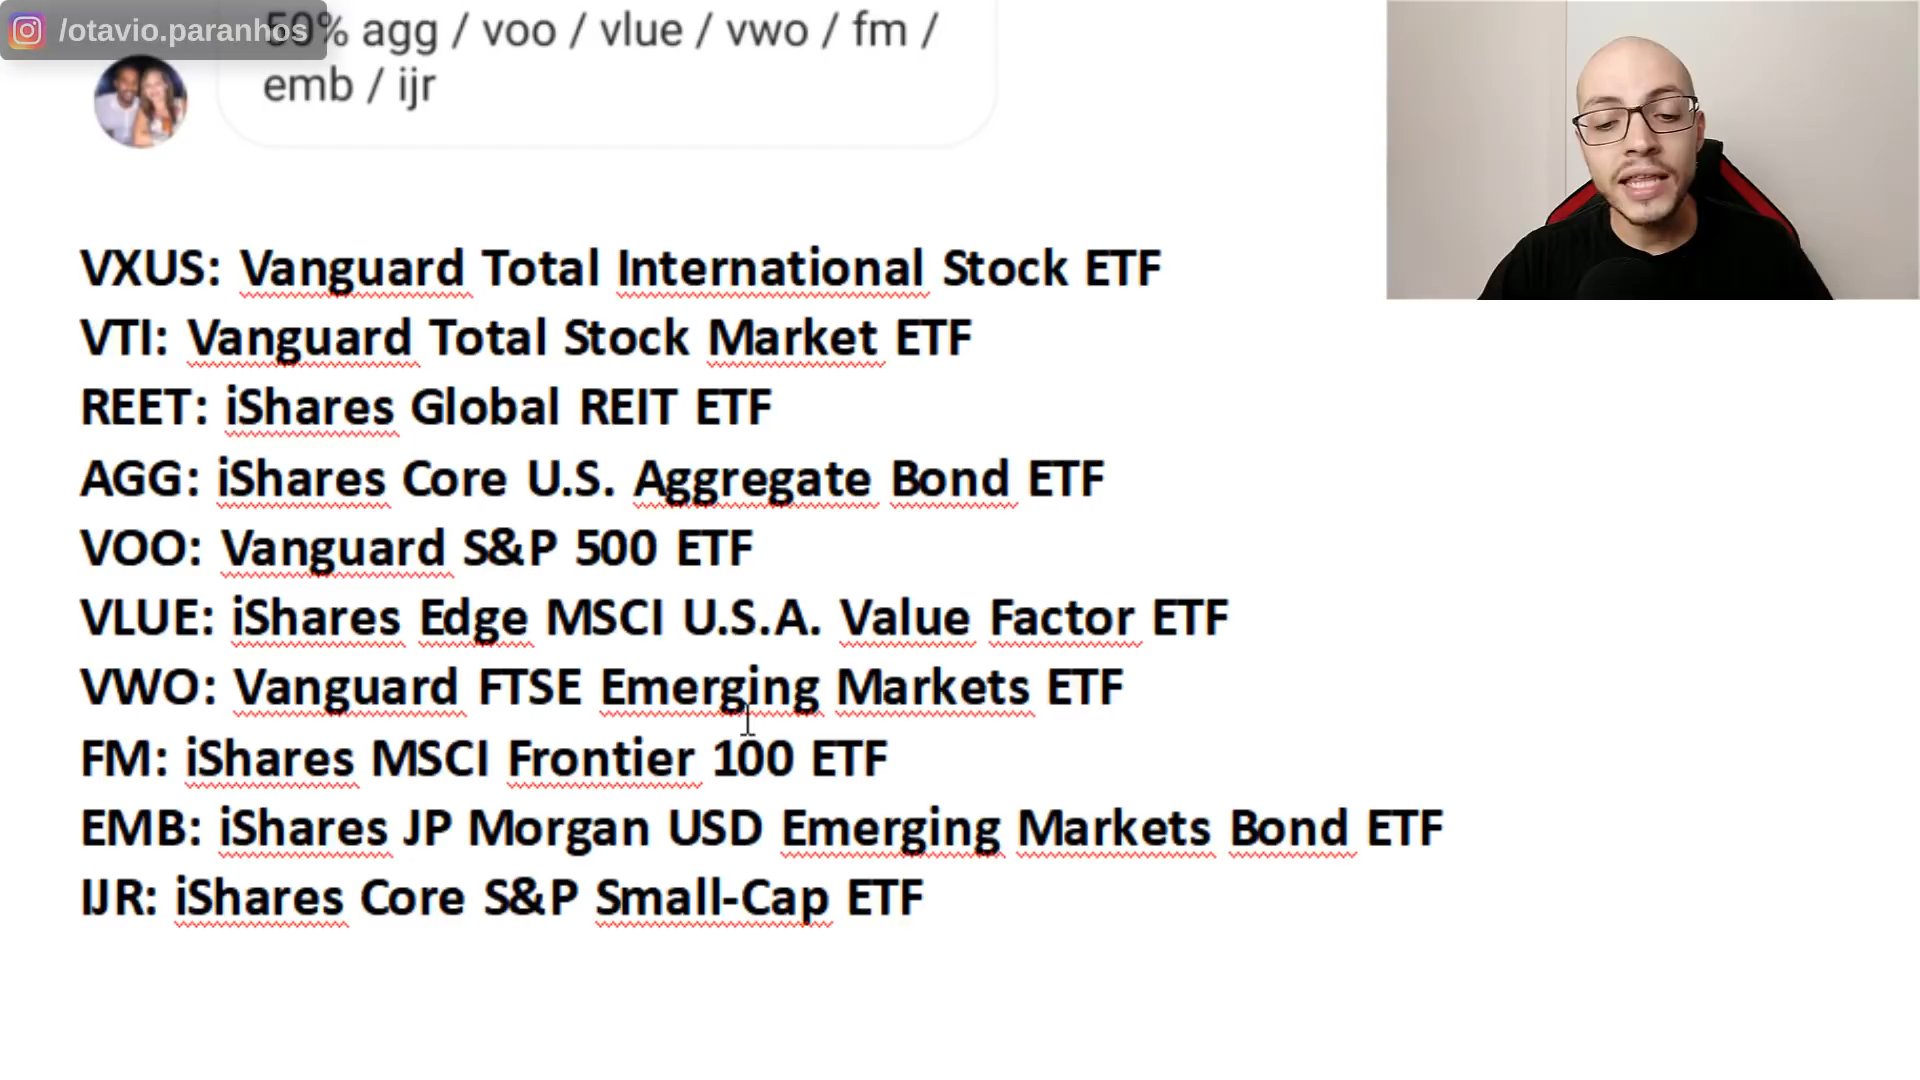 /otavio.paranhos
50% agg / voo / vlue / vwo / fm /
emb / ijr
VXUS: Vanguard Total International Stock ETF
VTI: Vanguard Total Stock Market ETF
REET: iShares Global REIT ETF
AGG: iShares Core U.S. Aggregate Bond ETF
VOO: Vanguard S&P 500 ETF
VLUE: iShares Edge MSCI U.S.A. Value Factor ETF
VWO: Vanguard FTSE Emerging Markets ETF
FM: iShares MSCI Frontier 100 ETF
EMB: iShares JP Morgan USD Emerging Markets Bond ETF
IJR: iShares Core S&P Small-Cap ETF